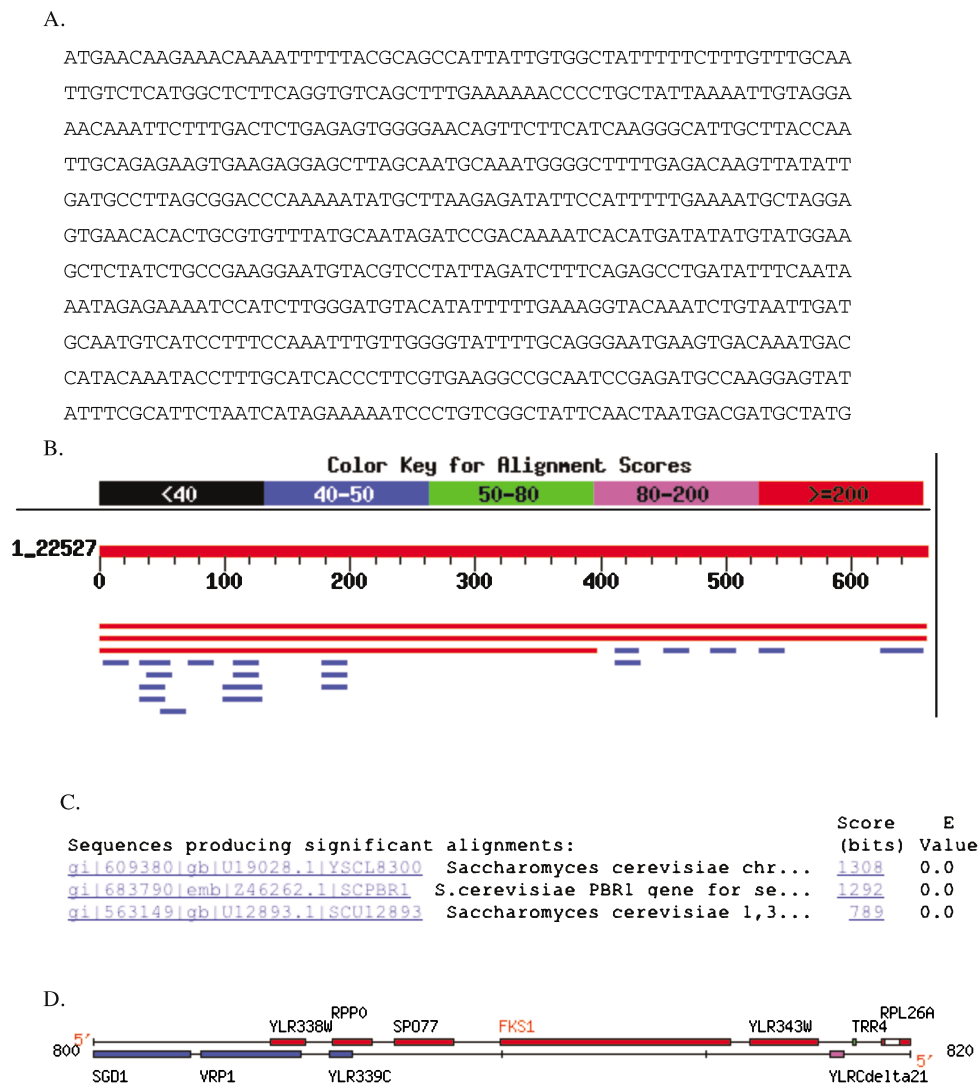 A.
ATGAACAAGAAACAAAATTTTTACGCAGCCATTATTGTGGCTATTTTTCTTTGTTTGCAA
TTGTCTCATGGCTCTTCAGGTGTCAGCTTTGAAAAAACCCCTGCTATTAAAATTGTAGGA
AACAAATTCTTTGACTCTGAGAGTGGGGAACAGTTCTTCATCAAGGGCATTGCTTACCAA
TTGCAGAGAAGTGAAGAGGAGCTTAGCAATGCAAATGGGGCTTTTGAGACAAGTTATATT
GATGCCTTAGCGGACCCAAAAATATGCTTAAGAGATATTCCATTTTTGAAAATGCTAGGA
GTGAACACACTGCGTGTTTATGCAATAGATCCGACAAAATCACATGATATATGTATGGAA
GCTCTATCTGCCGAAGGAATGTACGTCCTATTAGATCTTTCAGAGCCTGATATTTCAATA
AATAGAGAAAATCCATCTTGGGATGTACATATTTTTGAAAGGTACAAATCTGTAATTGAT
GCAATGTCATCCTTTCCAAATTTGTTGGGGTATTTTGCAGGGAATGAAGTGACAAATGAC
CATACAAATACCTTTGCATCACCCTTCGTGAAGGCCGCAATCCGAGATGCCAAGGAGTAT
ATTTCGCATTCTAATCATAGAAAAATCCCTGTCGGCTATTCAACTAATGACGATGCTATG
B.
Color Key for Alignment Scores
<40 40-50 50-80 80-200 >=200
1_22527
0 100 200 300 400 500 600
C.
Score E
Sequences producing significant alignments: (bits) Value
gi|609380|gb|U19028.1|YSCL8300 Saccharomyces cerevisiae chr... 1308 0.0
gi|683790|emb|Z46262.1|SCPBR1 S.cerevisiae PBR1 gene for se... 1292 0.0
gi|563149|gb|U12893.1|SCU12893 Saccharomyces cerevisiae 1,3... 789 0.0
D.
RPP0 RPL26A
YLR338W SPO77 FKS1 YLR343W TRR4
5'
800 820
5'
SGD1 VRP1 YLR339C YLRCdelta21